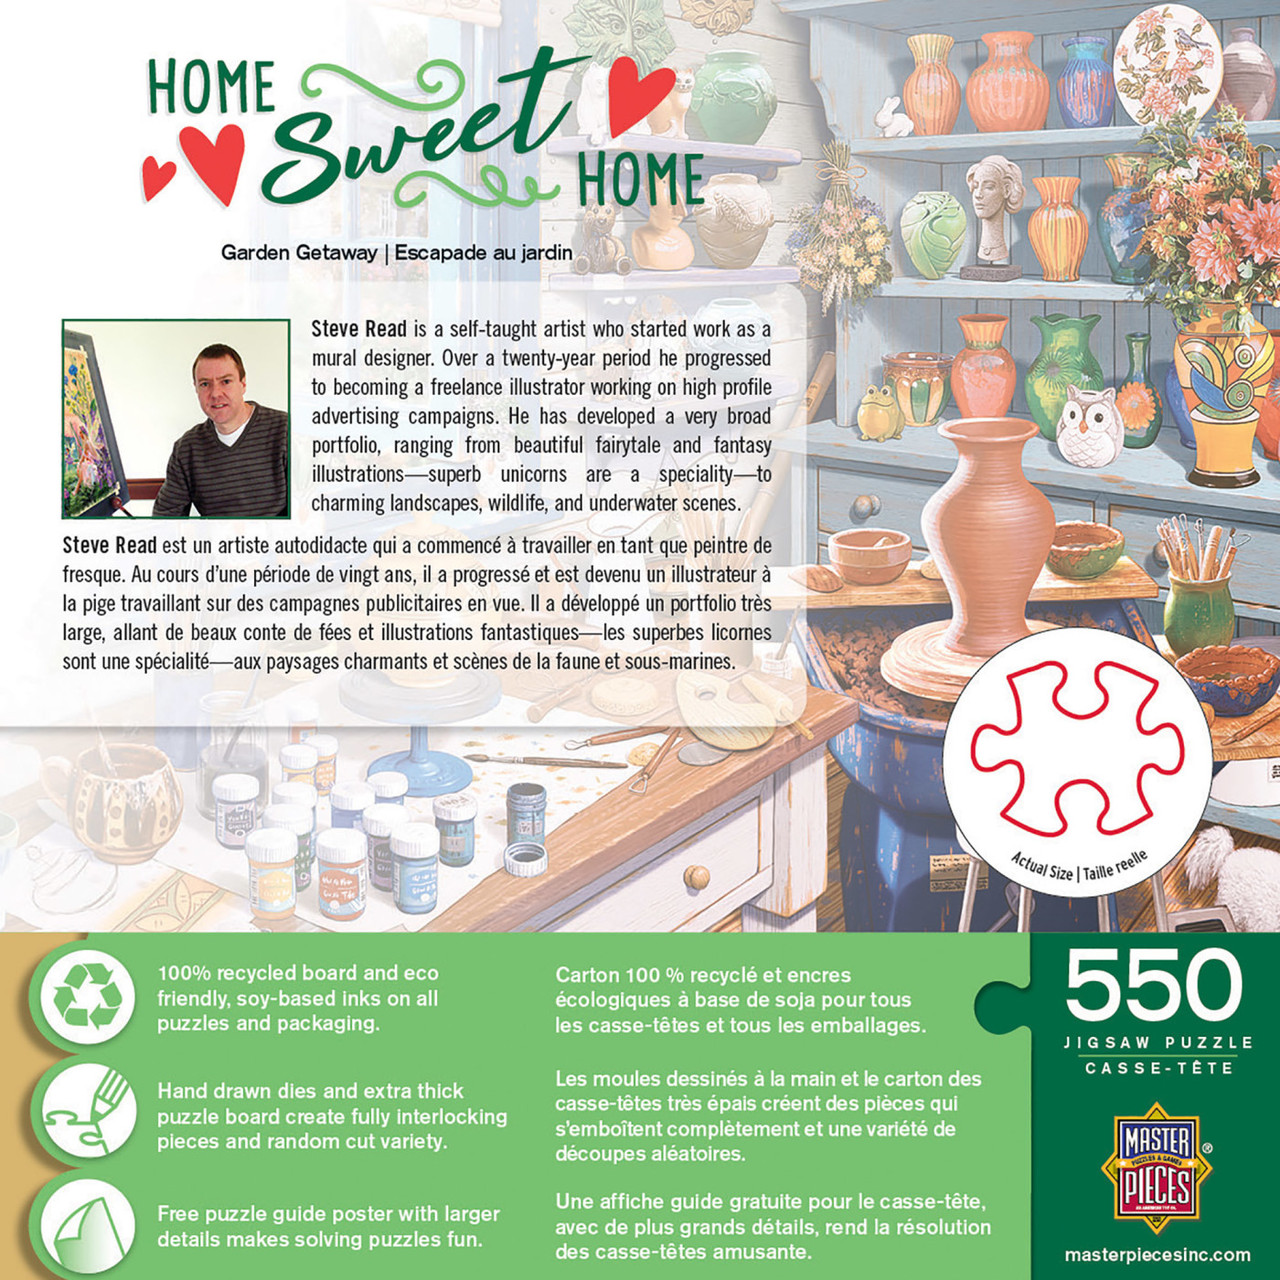 HOME
Sweet
HOME
Garden Getaway | Escapade au jardin
Steve Read is a self-taught artist who started work as a
mural designer. Over a twenty-year period he progressed
to becoming a freelance illustrator working on high profile
advertising campaigns. He has developed a very broad
portfolio, ranging from beautiful fairytale and fantasy
illustrations—superb unicorns are a speciality—to
charming landscapes, wildlife, and underwater scenes.
Steve Read est un artiste autodidacte qui a commencé à travailler en tant que peintre de
fresque. Au cours d'une période de vingt ans, il a progressé et est devenu un illustrateur à
la pige travaillant sur des campagnes publicitaires en vue. Il a développé un portfolio très
large, allant de beaux conte de fées et illustrations fantastiques—les superbes licornes
sont une spécialité—aux paysages charmants et scènes de la faune et sous-marines.
Actual Size | Taille reelle
100% recycled board and eco
friendly, soy-based inks on all
puzzles and packaging.
Carton 100 % recyclé et encres
écologiques à base de soja pour tous
les casse-têtes et tous les emballages.
Hand drawn dies and extra thick
puzzle board create fully interlocking
pieces and random cut variety.
Les moules dessinés à la main et le carton des
casse-têtes très épais créent des pièces qui
s'emboîtent complètement et une variété de
découpes aléatoires.
Free puzzle guide poster with larger
details makes solving puzzles fun.
Une affiche guide gratuite pour le casse-tête,
avec de plus grands détails, rend la résolution
des casse-têtes amusante.
550
JIGSAW PUZZLE
CASSE-TÊTE
MASTER
PUZZLES & GAMES
PIECES
®
masterpiecesinc.com